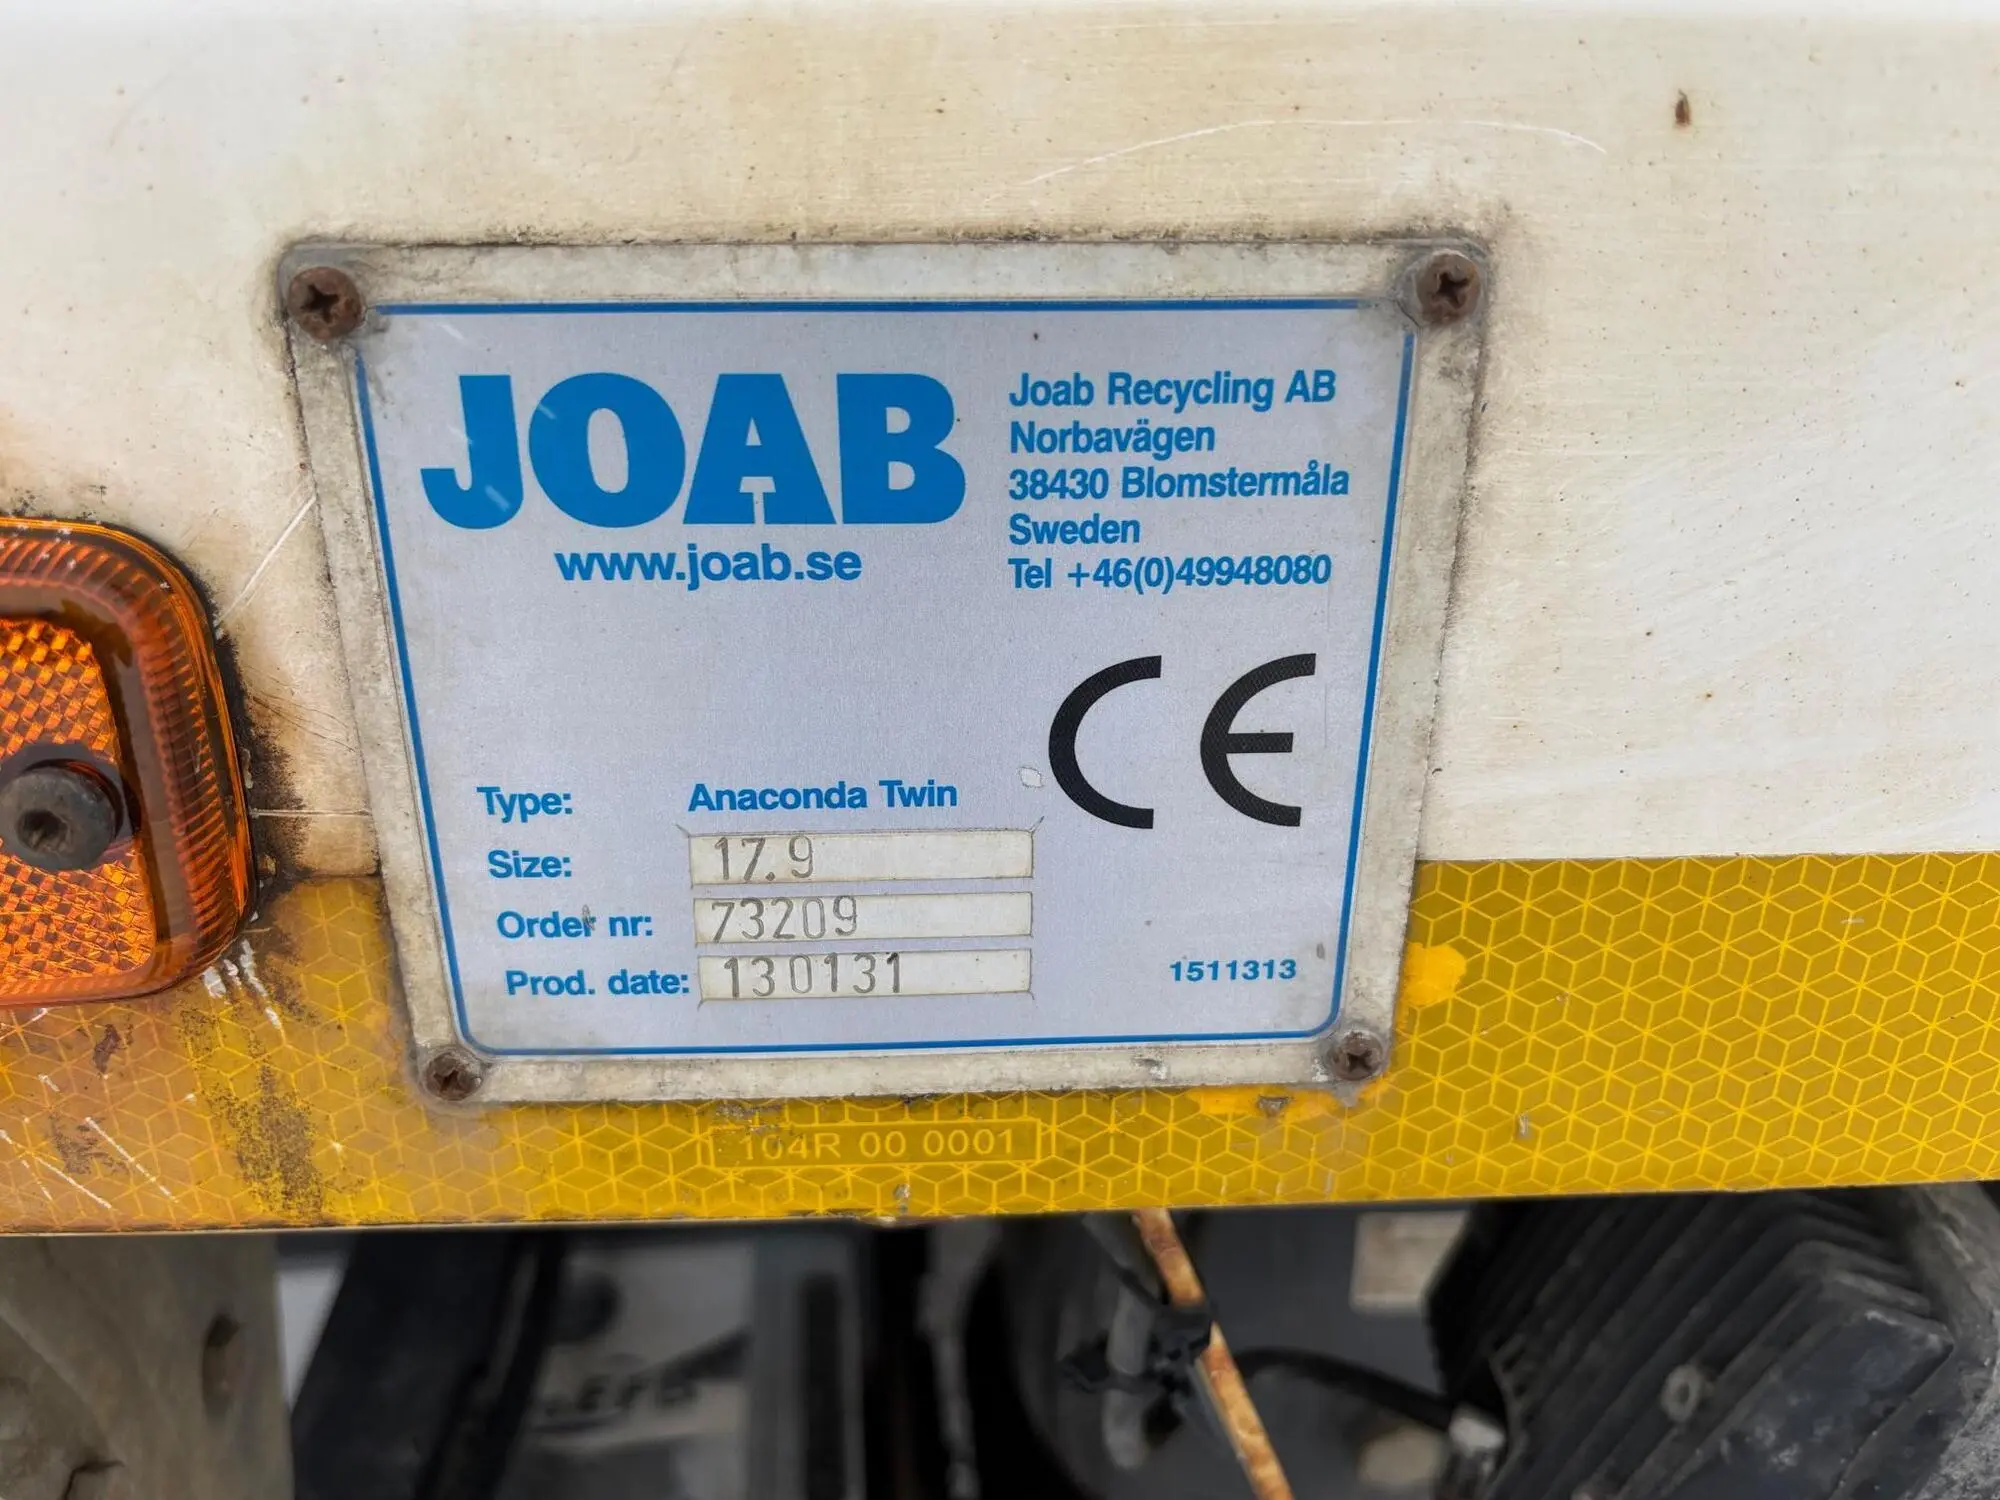 JOAB
www.joab.se
Joab Recycling AB
Norbavägen
38430 Blomstermåla
Sweden
Tel +46(0)49948080
CE
Type: Anaconda Twin
Size: 17.9
Order nr: 73209
Prod. date: 130131
1511313
104R 00 0001